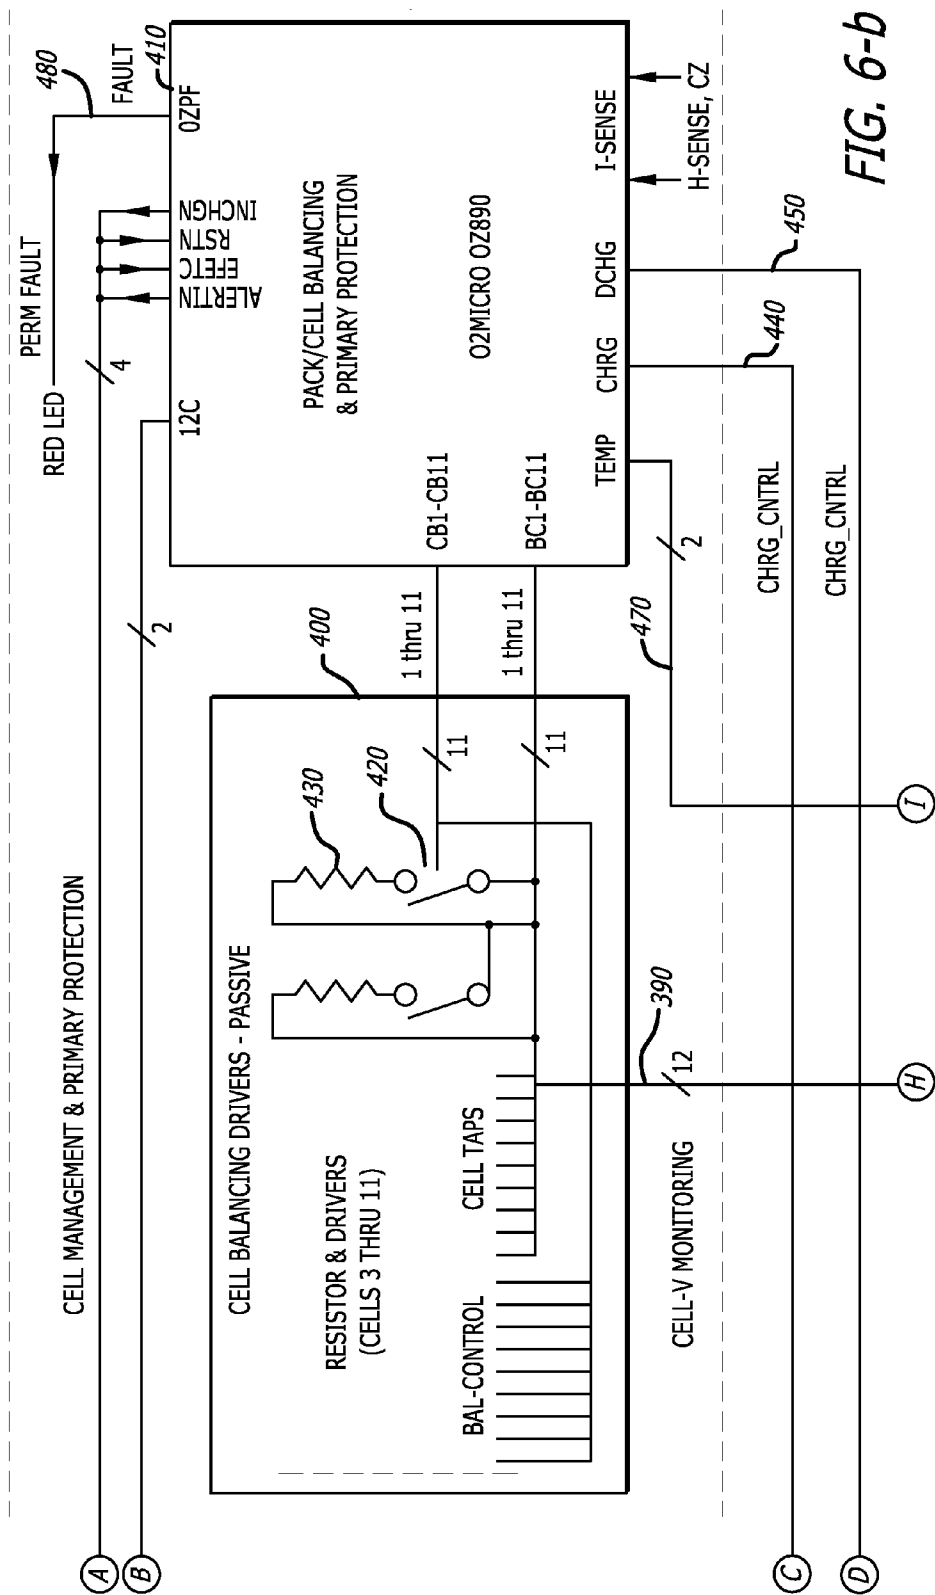 CELL MANAGEMENT & PRIMARY PROTECTION
A
B
RED LED
PERM FAULT
480
FAULT
410
4
2
12C
ALERTIN
EFETC
RSTN
INCHGN
0ZPF
PACK/CELL BALANCING
& PRIMARY PROTECTION
O2MICRO OZ890
CB1-CB11
BC1-BC11
TEMP
CHRG
DCHG
I-SENSE
H-SENSE, CZ
1 thru 11
1 thru 11
400
CELL BALANCING DRIVERS - PASSIVE
RESISTOR & DRIVERS
(CELLS 3 THRU 11)
430
420
11
11
BAL-CONTROL
CELL TAPS
CELL-V MONITORING
390
12
470
2
440
450
CHRG_CNTRL
CHRG_CNTRL
C
D
H
I
FIG. 6-b